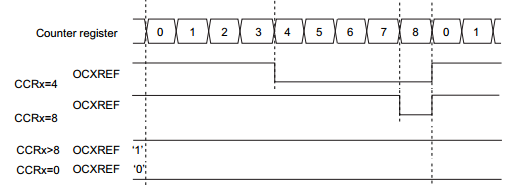 Counter register 0 1 2 3 4 5 6 7 8 0 1
OCXREF
CCRx=4
OCXREF
CCRx=8
CCRx>8 OCXREF '1'
CCRx=0 OCXREF '0'